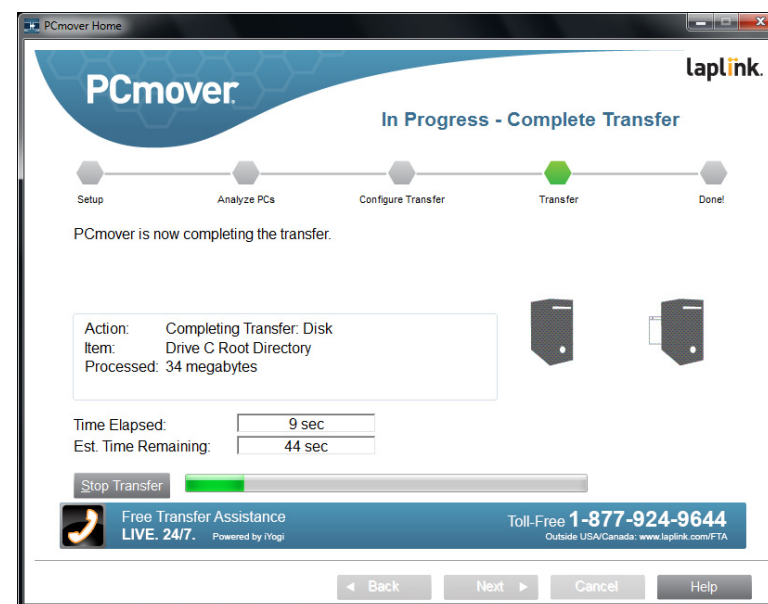 PCmover Home
laplink.
PCmover.
In Progress - Complete Transfer
Setup
Analyze PCs
Configure Transfer
Transfer
Done!
PCmover is now completing the transfer.
Action: Completing Transfer: Disk
Item: Drive C Root Directory
Processed: 34 megabytes
Time Elapsed: 9 sec
Est. Time Remaining: 44 sec
Stop Transfer
Free Transfer Assistance
LIVE. 24/7. Powered by iYogi
Toll-Free 1-877-924-9644
Outside USA/Canada: www.laplink.com/FTA
Back
Next
Cancel
Help